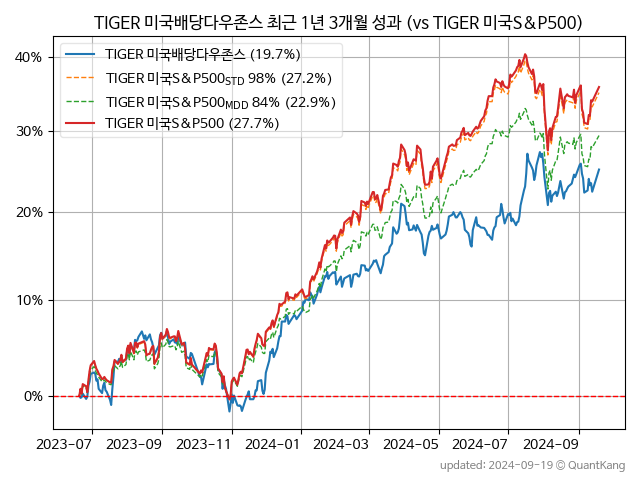 TIGER 미국배당다우존스 최근 1년 3개월 성과 (vs TIGER 미국S&P500)
TIGER 미국배당다우존스 (19.7%)
TIGER 미국S&P500STD 98% (27.2%)
TIGER 미국S&P500MDD 84% (22.9%)
TIGER 미국S&P500 (27.7%)
40%
30%
20%
10%
0%
2023-07 2023-09 2023-11 2024-01 2024-03 2024-05 2024-07 2024-09
updated: 2024-09-19 © QuantKang